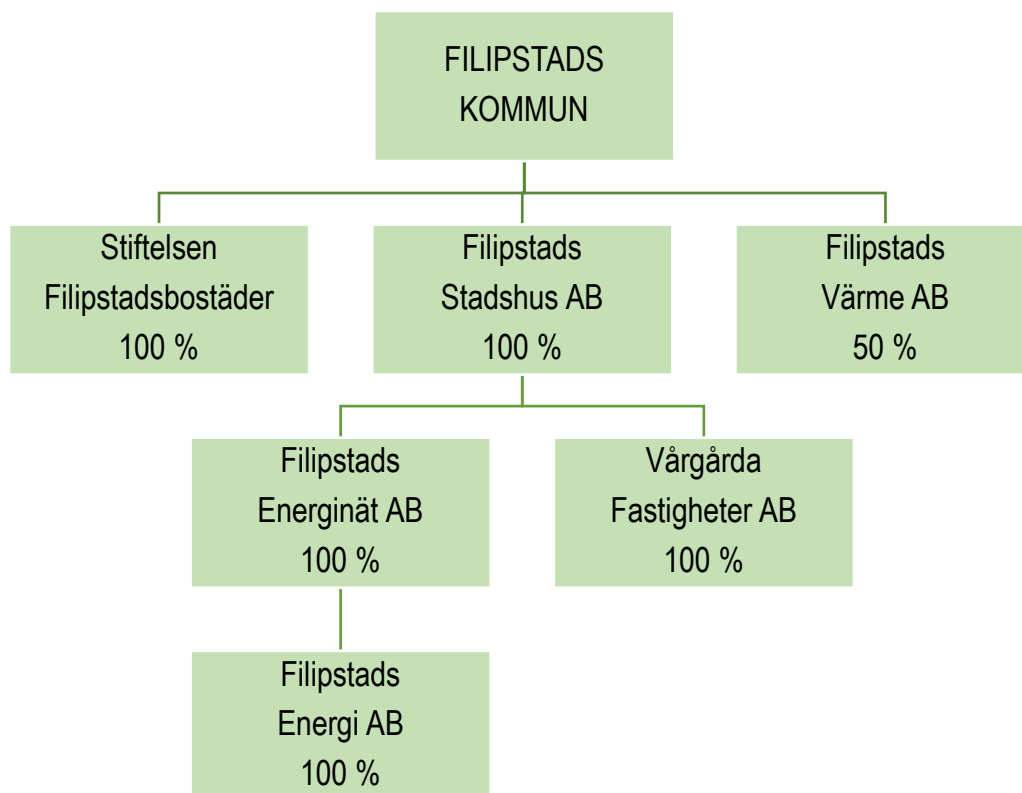 FILIPSTADS
KOMMUN
Stiftelsen
Filipstadsbostäder
100 %
Filipstads
Stadshus AB
100 %
Filipstads
Värme AB
50 %
Filipstads
Energinät AB
100 %
Vårgårda
Fastigheter AB
100 %
Filipstads
Energi AB
100 %